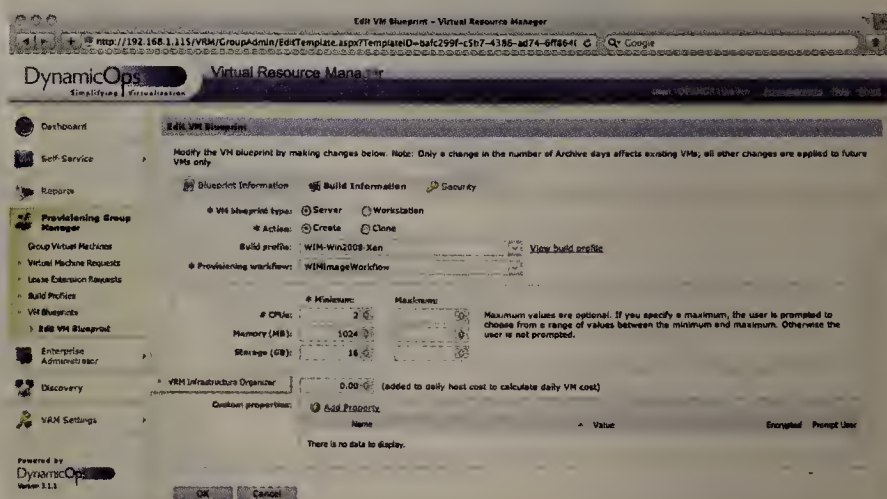 Edit VM Blueprint – Virtual Resource Manager
Google
DynamicOps
Simplifying Virtualization
Virtual Resource Manager
Dashboard
Self-Service
Reports
Provisioning Group Manager
Group Virtual Machines
Virtual Machine Requests
Lease Extension Requests
Build Profiles
VM Blueprints
Edit VM Blueprint
Enterprise Administrator
Discovery
VRM Settings
Powered by
DynamicOps
Version 3.1.1
Edit VM Blueprint
Modify the VM blueprint by making changes below. Note: Only a change in the number of Archive days affects existing VMs; all other changes are applied to future
VMs only
Blueprint Information Build Information Security
* VM blueprint type: Server Workstation
* Action: Create Clone
Build profile: WIM-Win2008-Xen View build profile
* Provisioning workflow: WIMImageWorkflow
* Minimum: Maximum:
# CPUs: 2
Memory (MB): 1024
Storage (GB): 16
Maximum values are optional. If you specify a maximum, the user is prompted to
choose from a range of values between the minimum and maximum. Otherwise
the user is not prompted.
VRM Infrastructure Organizer 0.00 (added to daily host cost to calculate daily VM cost)
Custom properties: Add Property
Name Value Encrypted Prompt User
There is no data to display.
OK Cancel